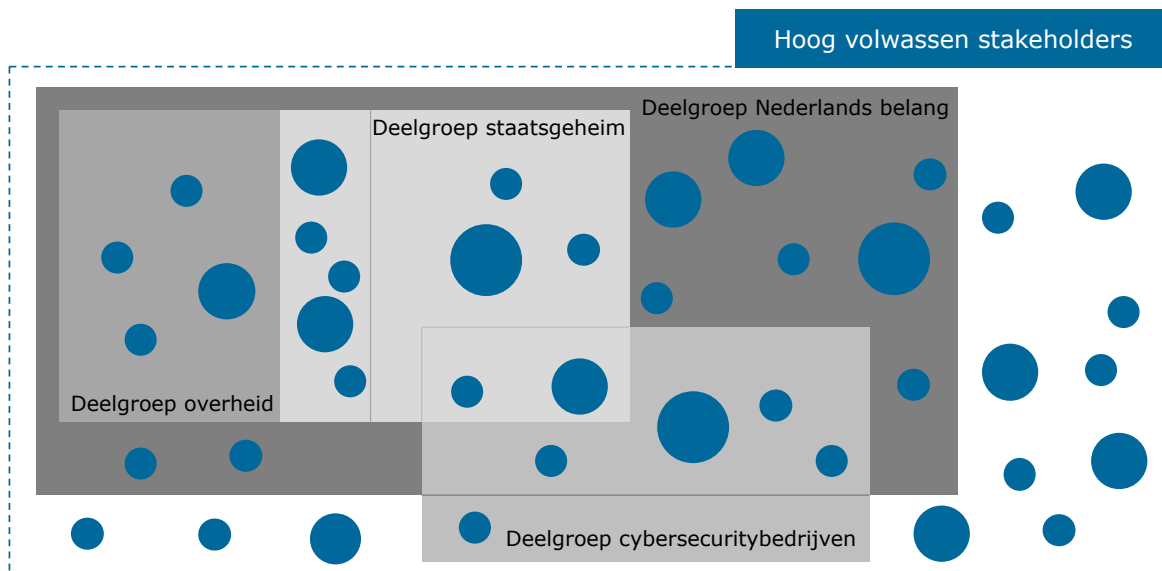 Hoog volwassen stakeholders
Deelgroep Nederlands belang
Deelgroep staatsgeheim
Deelgroep overheid
Deelgroep cybersecuritybedrijven